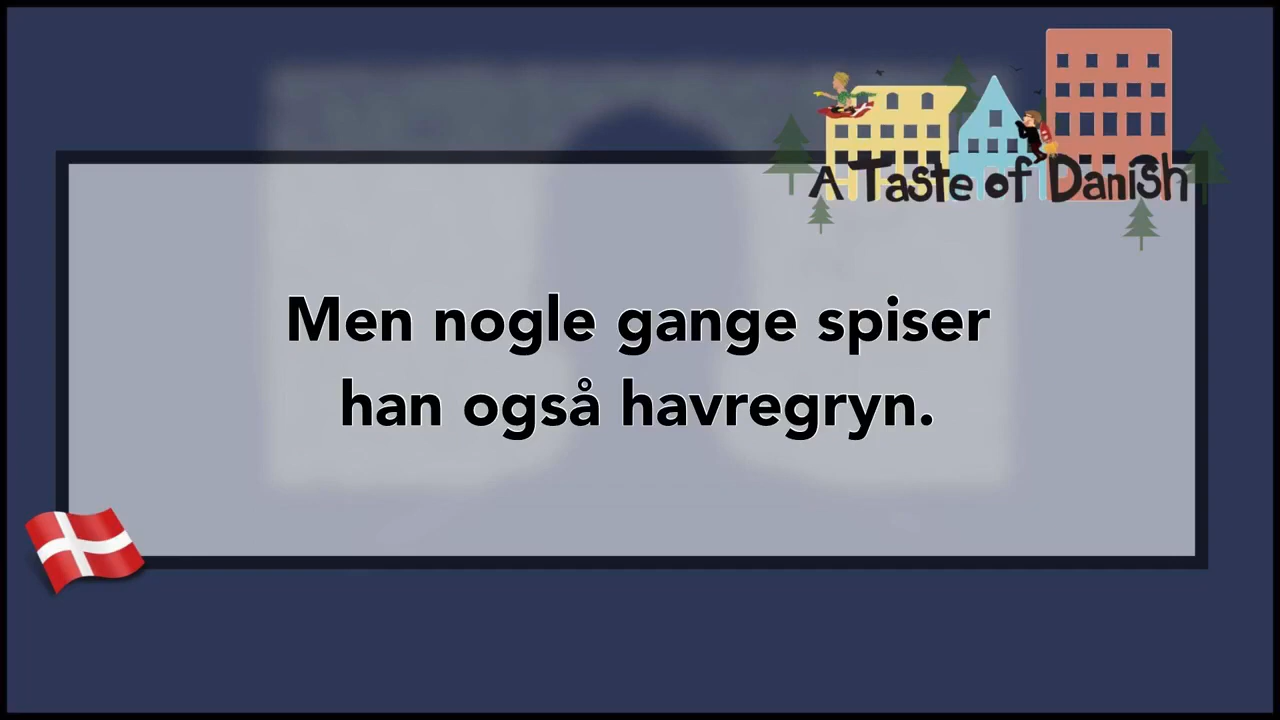 A Taste of Danish
Men nogle gange spiser
han også havregryn.